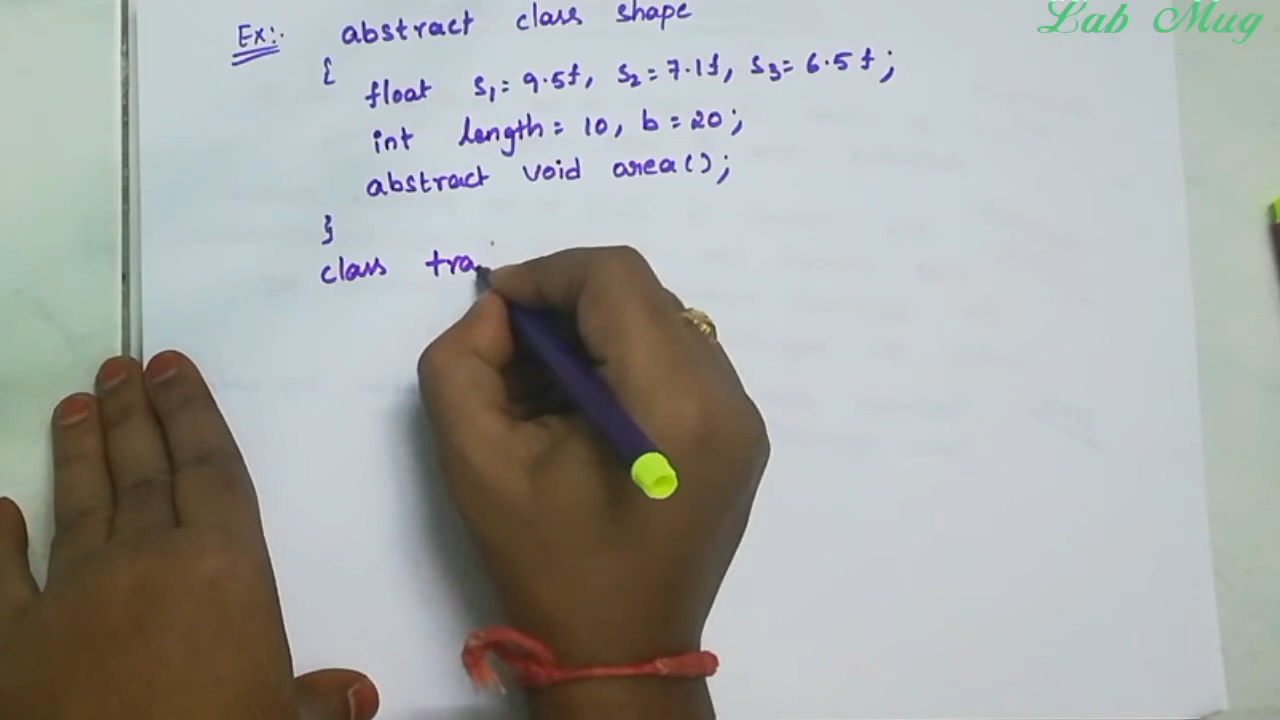 Lab Mug
Ex:- abstract class shape
{
float s₁= 9.5f, s₂=7.1f, s₃= 6.5f;
int length= 10, b=20;
abstract void area();
}
class tra